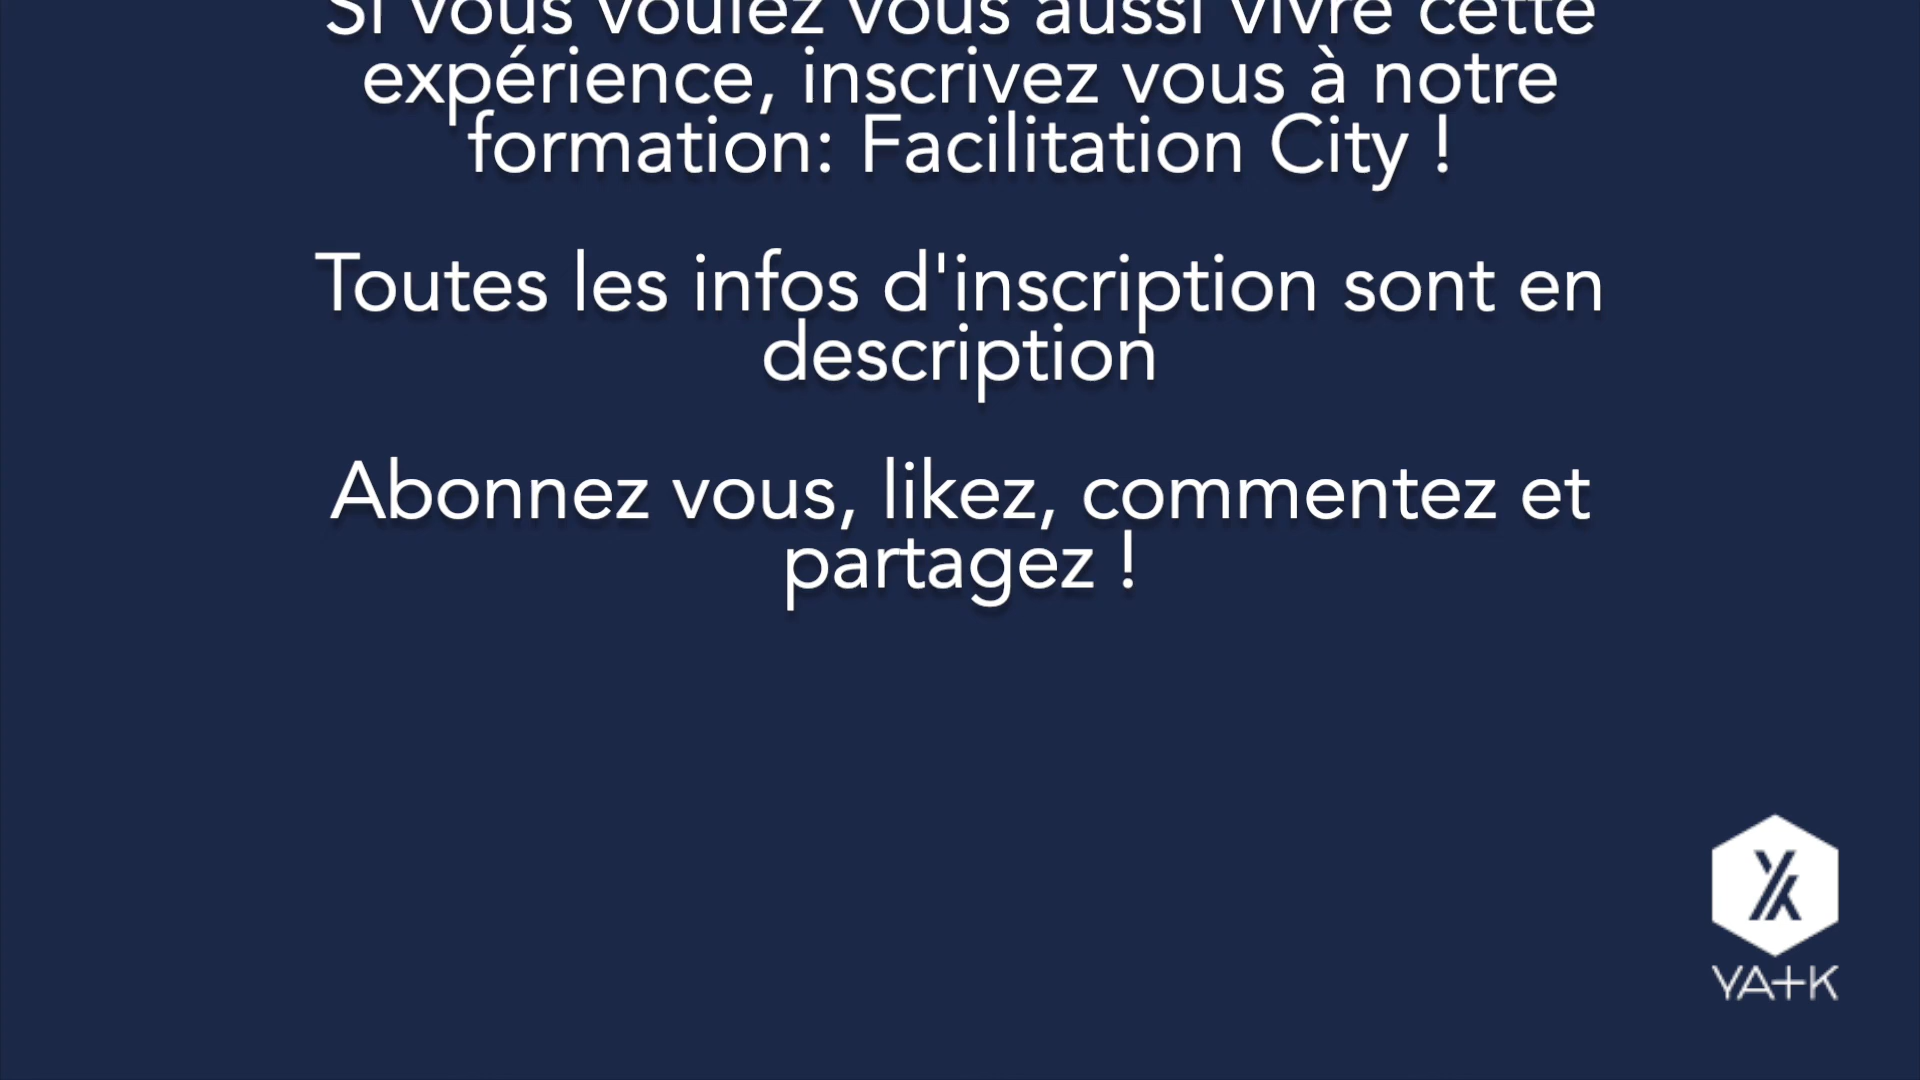 Si vous voulez vous aussi vivre cette
expérience, inscrivez vous à notre
formation: Facilitation City !
Toutes les infos d'inscription sont en
description
Abonnez vous, likez, commentez et
partagez !
YA+K